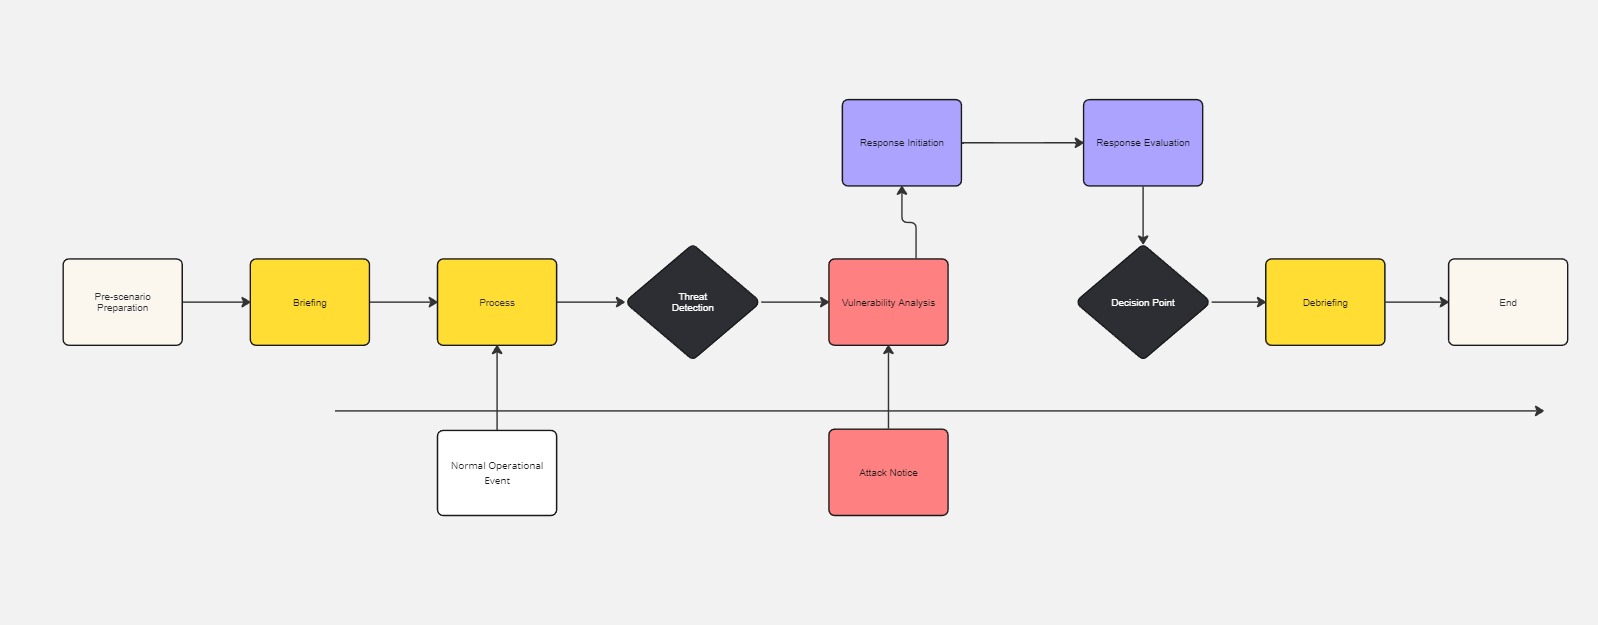 Response Initiation
Response Evaluation
Pre-scenario
Preparation
Briefing
Process
Threat
Detection
Vulnerability Analysis
Decision Point
Debriefing
End
Normal Operational
Event
Attack Notice